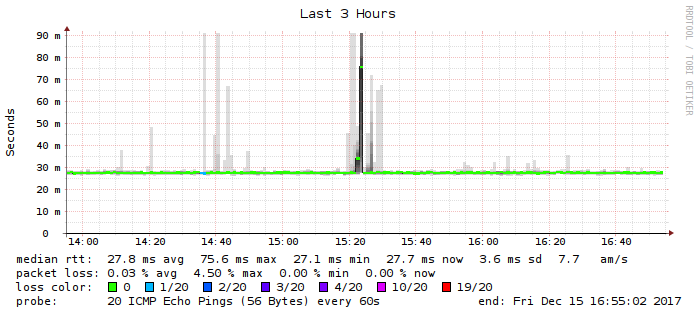 Last 3 Hours
RRDTOOL / TOBI OETIKER
Seconds
90 m
80 m
70 m
60 m
50 m
40 m
30 m
20 m
10 m
0
14:00 14:20 14:40 15:00 15:20 15:40 16:00 16:20 16:40
median rtt: 27.8 ms avg 75.6 ms max 27.1 ms min 27.7 ms now 3.6 ms sd 7.7 am/s
packet loss: 0.03 % avg 4.50 % max 0.00 % min 0.00 % now
loss color: 0 1/20 2/20 3/20 4/20 10/20 19/20
probe: 20 ICMP Echo Pings (56 Bytes) every 60s end: Fri Dec 15 16:55:02 2017